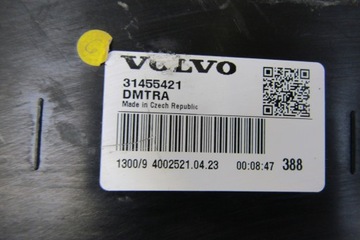 VOLVO
31455421
DMTRA
Made in Czech Republic
1300/9 4002521.04.23 00:08:47 388